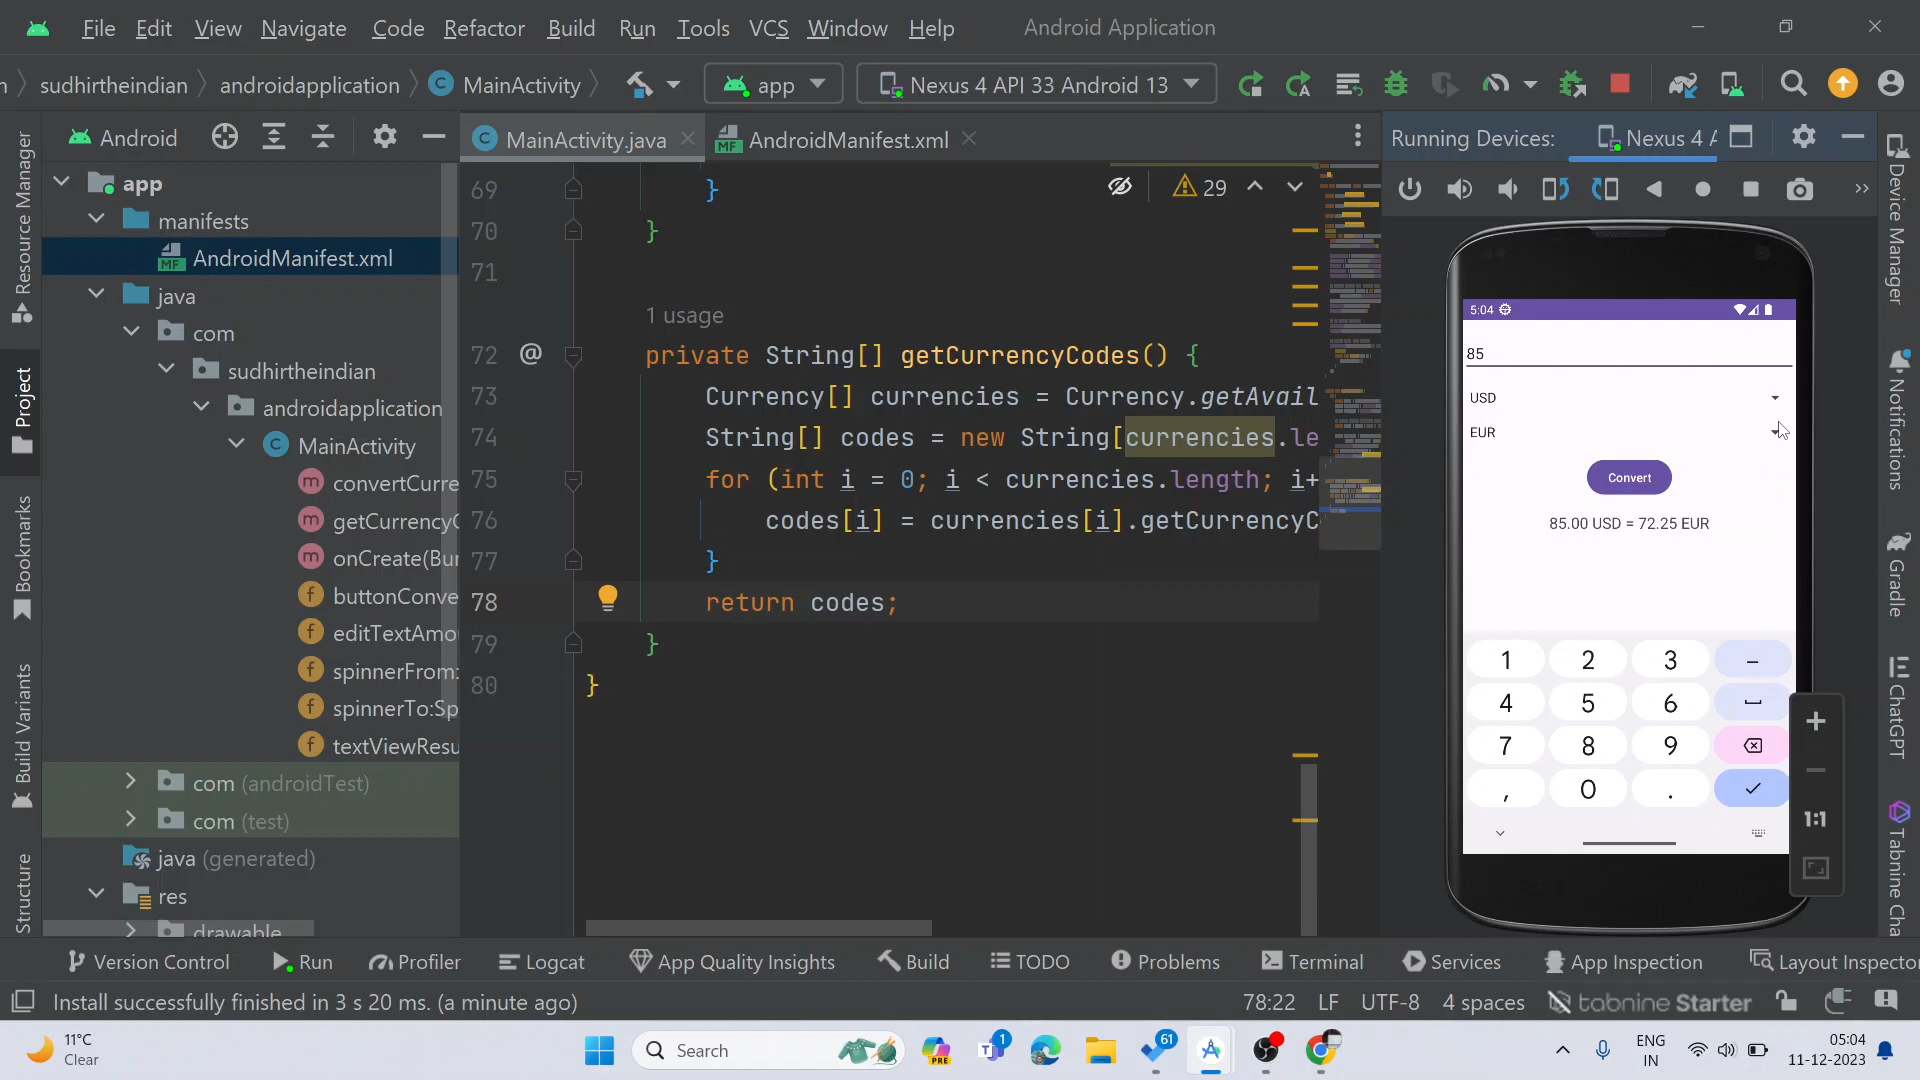 File Edit View Navigate Code Refactor Build Run Tools VCS Window Help Android Application
sudhirtheindian androidapplication MainActivity app Nexus 4 API 33 Android 13
Android
MainActivity.java AndroidManifest.xml
Running Devices: Nexus 4 A
Resource Manager
Project
Bookmarks
Build Variants
Structure
app
manifests
AndroidManifest.xml
java
com
sudhirtheindian
androidapplication
MainActivity
convertCurre
getCurrencyC
onCreate(Bu
buttonConve
editTextAmo
spinnerFrom:
spinnerTo:Sp
textViewResu
com (androidTest)
com (test)
java (generated)
res
drawable
29
69 }
70 }
71
1 usage
72 @ private String[] getCurrencyCodes() {
73 Currency[] currencies = Currency.getAvail
74 String[] codes = new String[currencies.le
75 for (int i = 0; i < currencies.length; i+
76 codes[i] = currencies[i].getCurrencyC
77 }
78 return codes;
79 }
80 }
5:04
85
USD
EUR
Convert
85.00 USD = 72.25 EUR
1 2 3 –
4 5 6
7 8 9
, 0 .
1:1
Device Manager
Notifications
Gradle
ChatGPT
Tabnine Cha
Version Control Run Profiler Logcat App Quality Insights Build TODO Problems Terminal Services App Inspection Layout Inspector
Install successfully finished in 3 s 20 ms. (a minute ago) 78:22 LF UTF-8 4 spaces tabnine Starter
11°C
Clear
Search
PRE
1
61
ENG
IN
05:04
11-12-2023